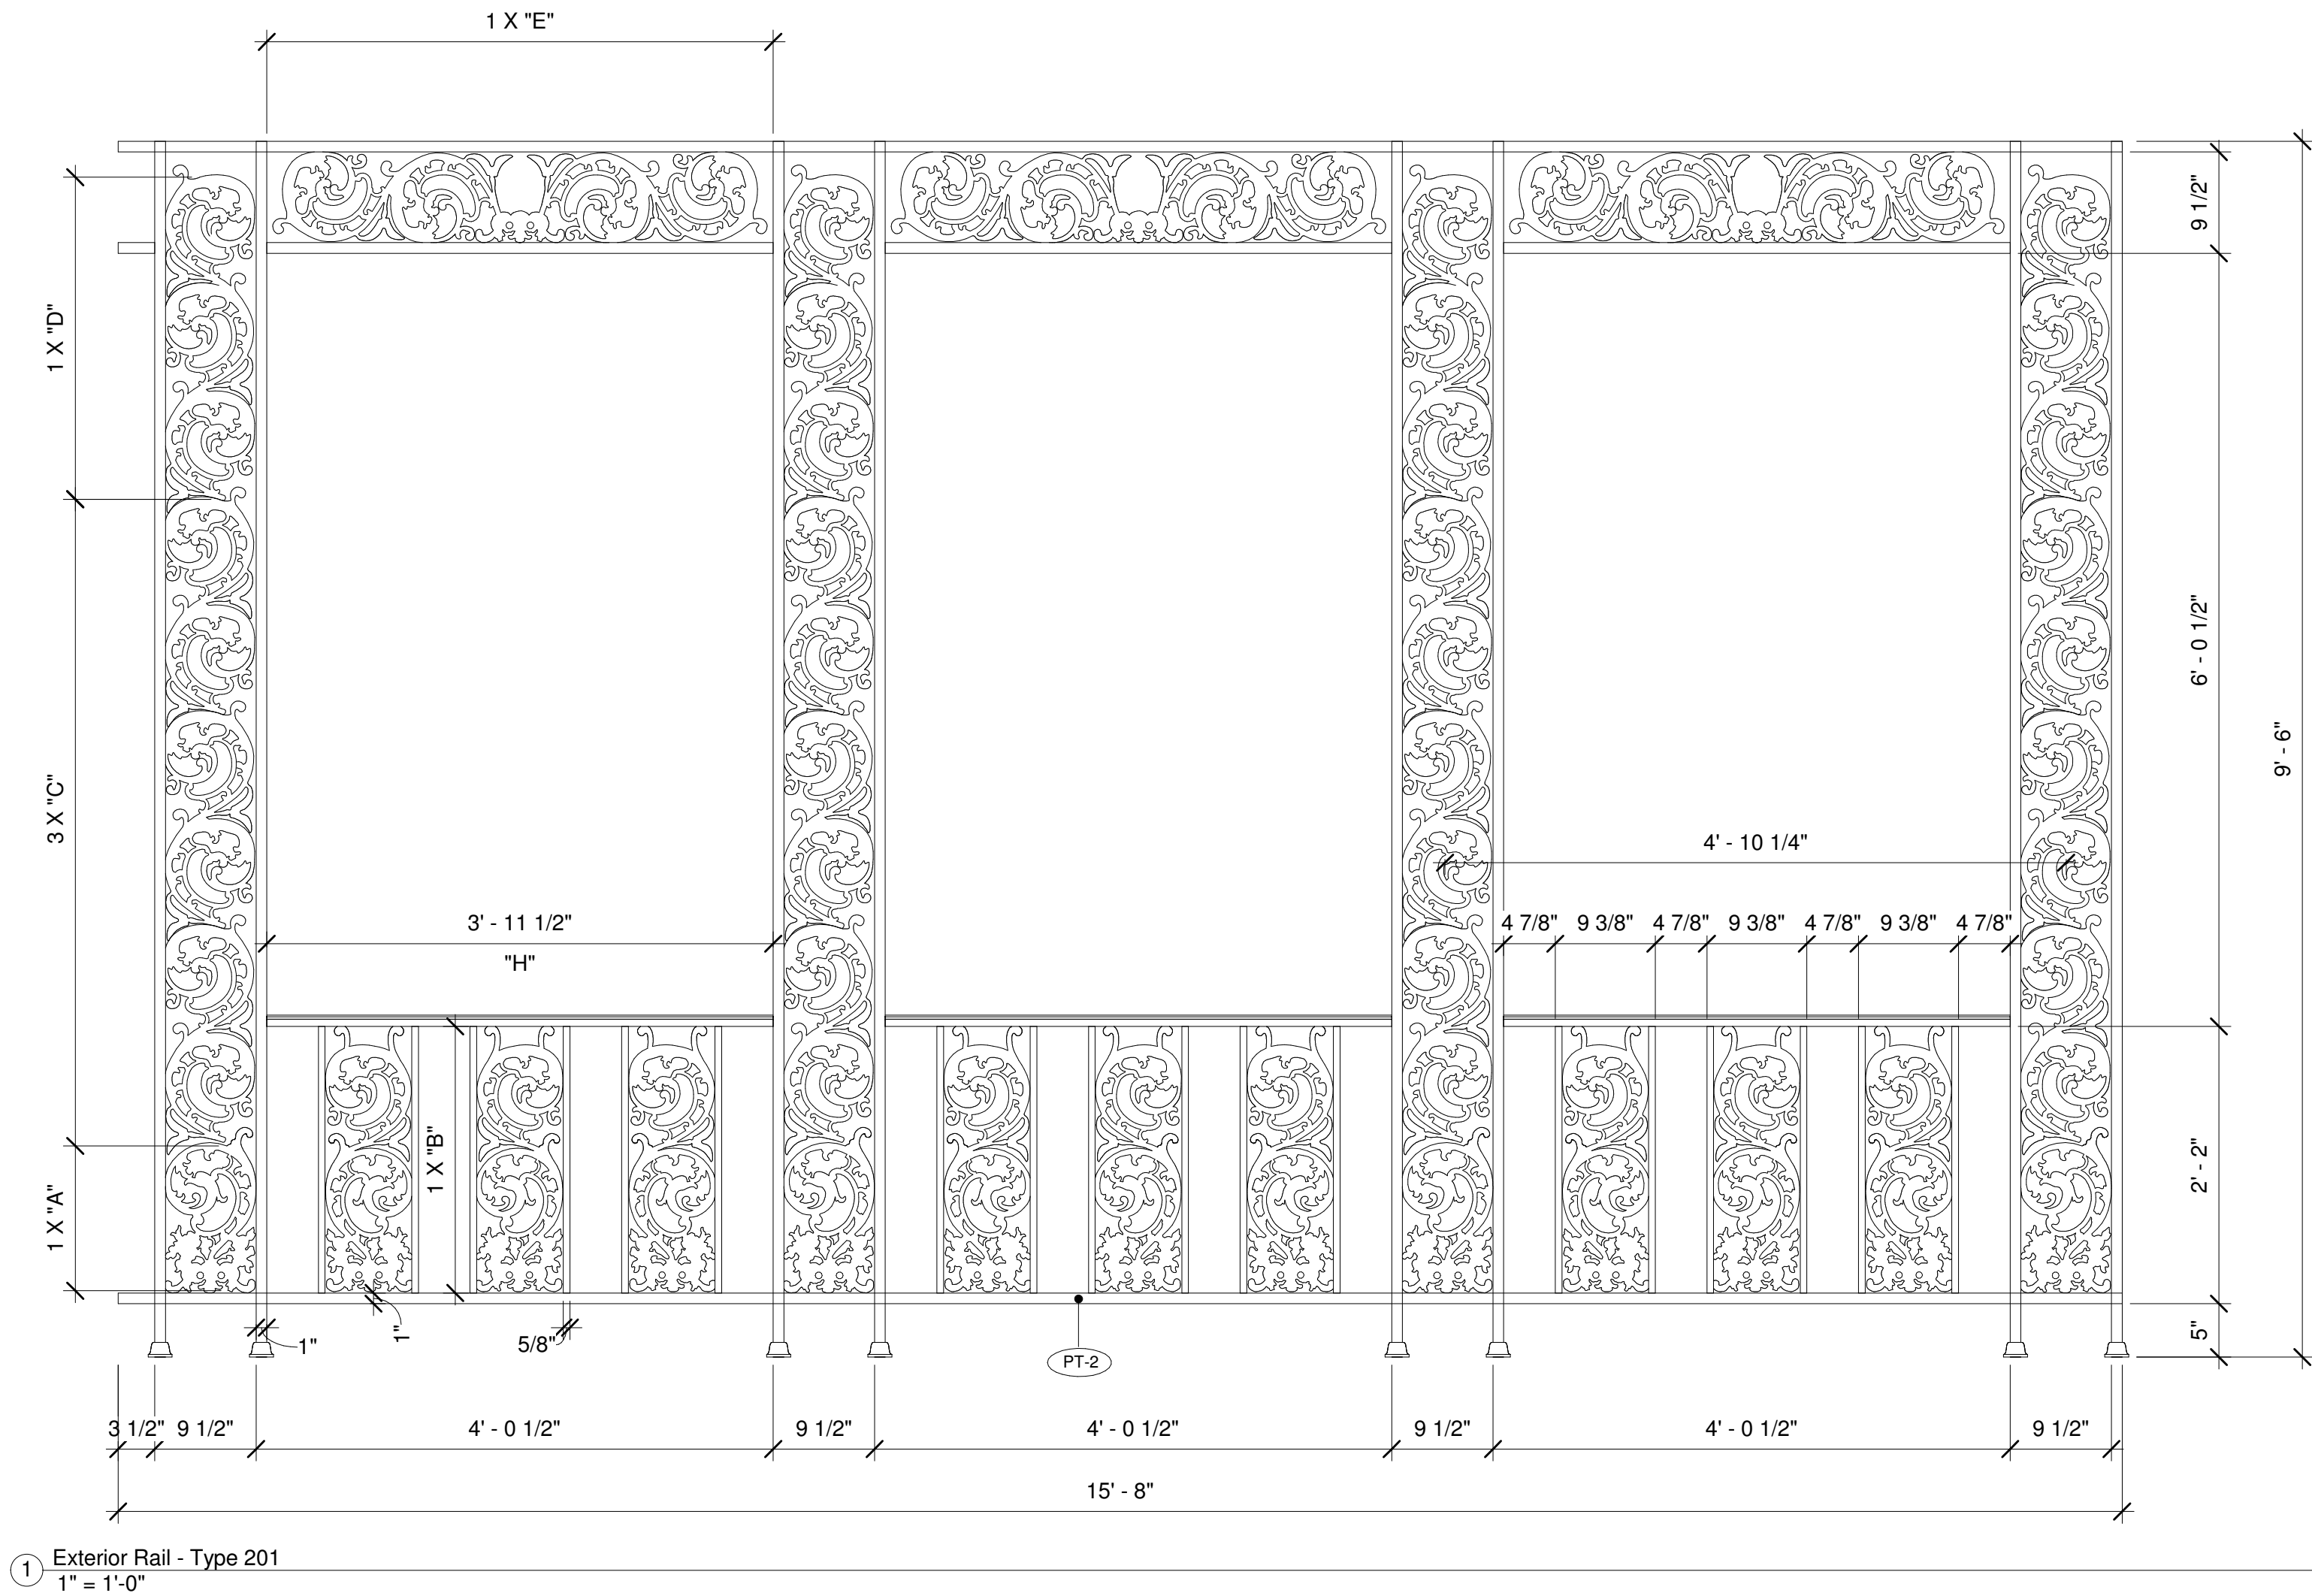 1 X "E"
9 1/2"
1 X "D"
6' - 0 1/2"
9' - 6"
3 X "C"
4' - 10 1/4"
3' - 11 1/2"
"H"
4 7/8" 9 3/8" 4 7/8" 9 3/8" 4 7/8" 9 3/8" 4 7/8"
1 X "B"
2' - 2"
1 X "A"
1"
1"
5/8"
5"
PT-2
3 1/2" 9 1/2" 4' - 0 1/2" 9 1/2" 4' - 0 1/2" 9 1/2" 4' - 0 1/2" 9 1/2"
15' - 8"
1 Exterior Rail - Type 201
1" = 1'-0"